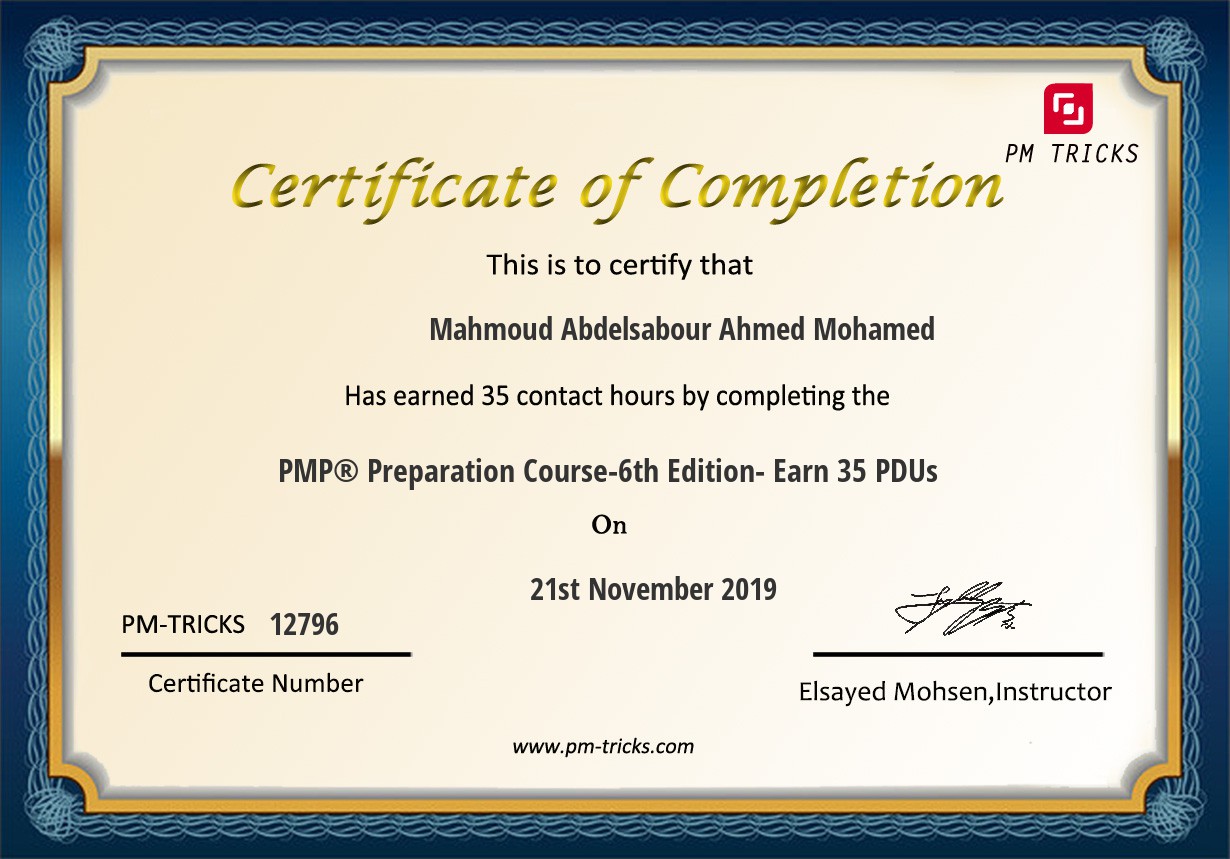 PM TRICKS
Certificate of Completion
This is to certify that
Mahmoud Abdelsabour Ahmed Mohamed
Has earned 35 contact hours by completing the
PMP® Preparation Course-6th Edition- Earn 35 PDUs
On
21st November 2019
PM-TRICKS 12796
Certificate Number
Elsayed Mohsen,Instructor
www.pm-tricks.com